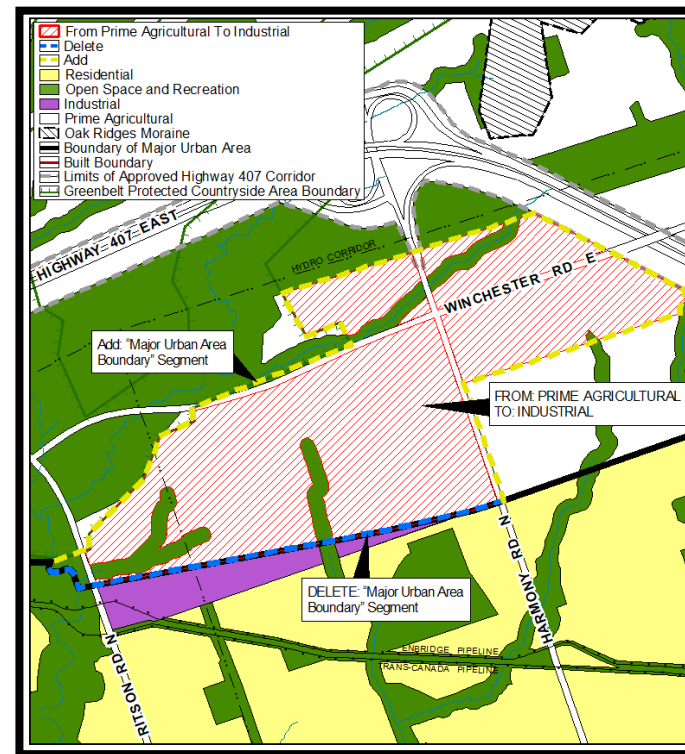 From Prime Agricultural To Industrial
Delete
Add
Residential
Open Space and Recreation
Industrial
Prime Agricultural
Oak Ridges Moraine
Boundary of Major Urban Area
Built Boundary
Limits of Approved Highway 407 Corridor
Greenbelt Protected Countryside Area Boundary
HIGHWAY 407 EAST
HYDRO CORRIDOR
WINCHESTER RD E
Add: "Major Urban Area
Boundary" Segment
FROM: PRIME AGRICULTURAL
TO: INDUSTRIAL
DELETE: "Major Urban Area
Boundary" Segment
HARMONY RD N
RITSON RD N
ENBRIDGE PIPELINE
TRANS-CANADA PIPELINE